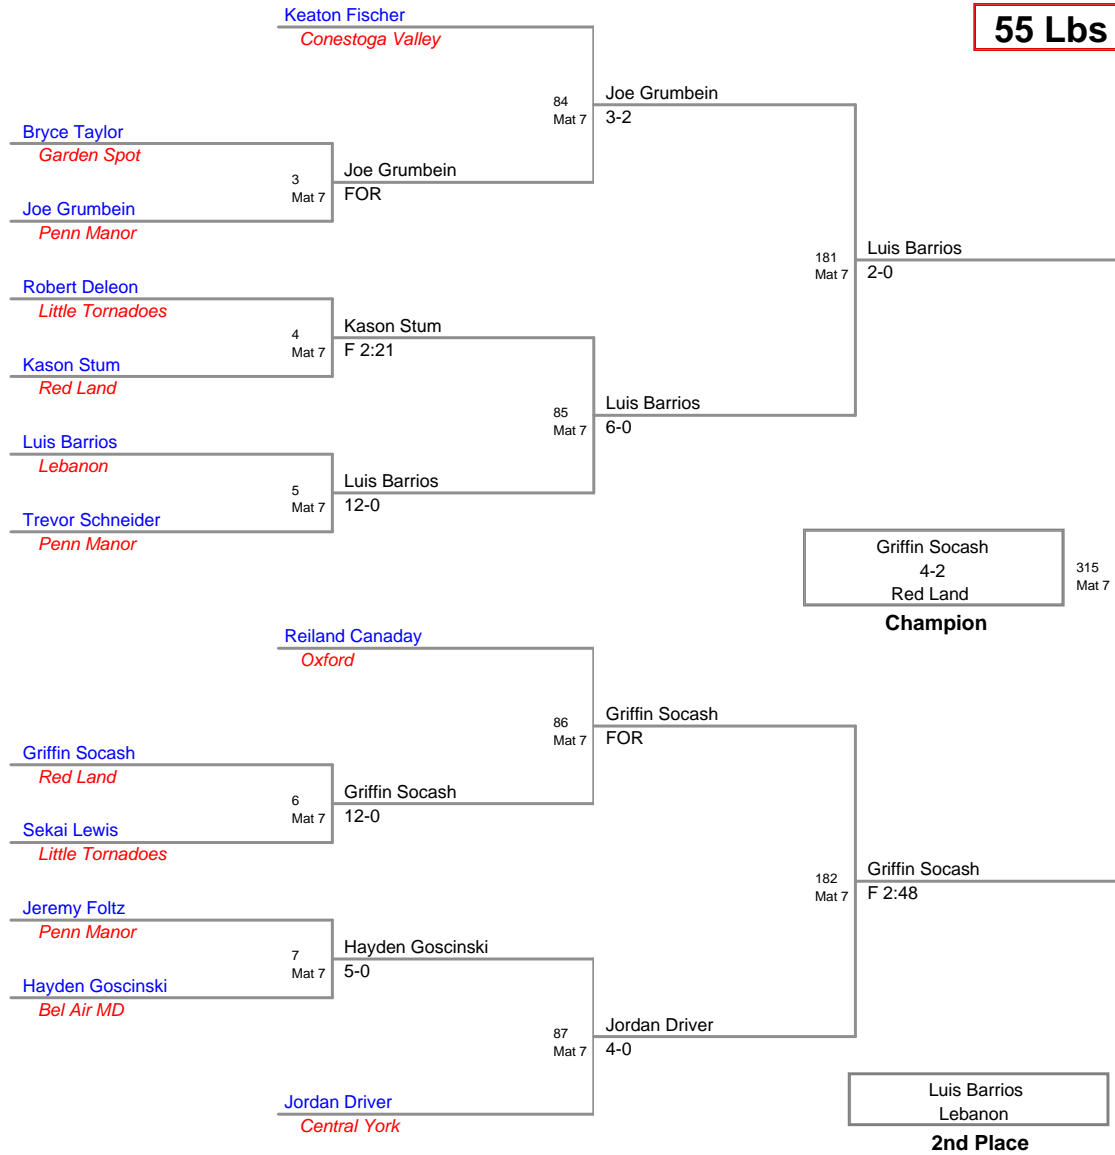 Keaton Fischer
Conestoga Valley
55 Lbs
84
Mat 7
Joe Grumbein
3-2
Bryce Taylor
Garden Spot
3
Mat 7
Joe Grumbein
FOR
Joe Grumbein
Penn Manor
181
Mat 7
Luis Barrios
2-0
Robert Deleon
Little Tornadoes
4
Mat 7
Kason Stum
F 2:21
Kason Stum
Red Land
85
Mat 7
Luis Barrios
6-0
Luis Barrios
Lebanon
5
Mat 7
Luis Barrios
12-0
Trevor Schneider
Penn Manor
Griffin Socash
4-2
Red Land
315
Mat 7
Champion
Reiland Canaday
Oxford
86
Mat 7
Griffin Socash
FOR
Griffin Socash
Red Land
6
Mat 7
Griffin Socash
12-0
Sekai Lewis
Little Tornadoes
182
Mat 7
Griffin Socash
F 2:48
Jeremy Foltz
Penn Manor
7
Mat 7
Hayden Goscinski
5-0
Hayden Goscinski
Bel Air MD
87
Mat 7
Jordan Driver
4-0
Jordan Driver
Central York
Luis Barrios
Lebanon
2nd Place